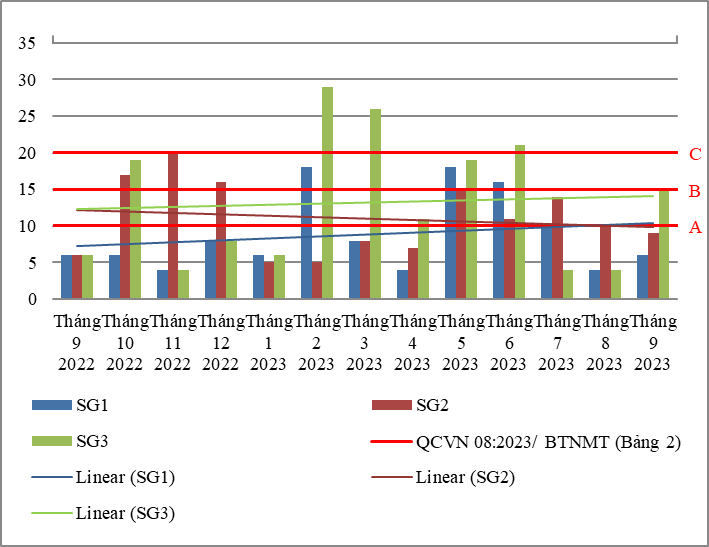 35
30
25
20
15
10
5
0
C
B
A
Tháng Tháng Tháng Tháng Tháng Tháng Tháng Tháng Tháng Tháng Tháng Tháng Tháng
9 10 11 12 1 2 3 4 5 6 7 8 9
2022 2022 2022 2022 2023 2023 2023 2023 2023 2023 2023 2023 2023
SG1 SG2
SG3 QCVN 08:2023/ BTNMT (Bảng 2)
Linear (SG1) Linear (SG2)
Linear (SG3)